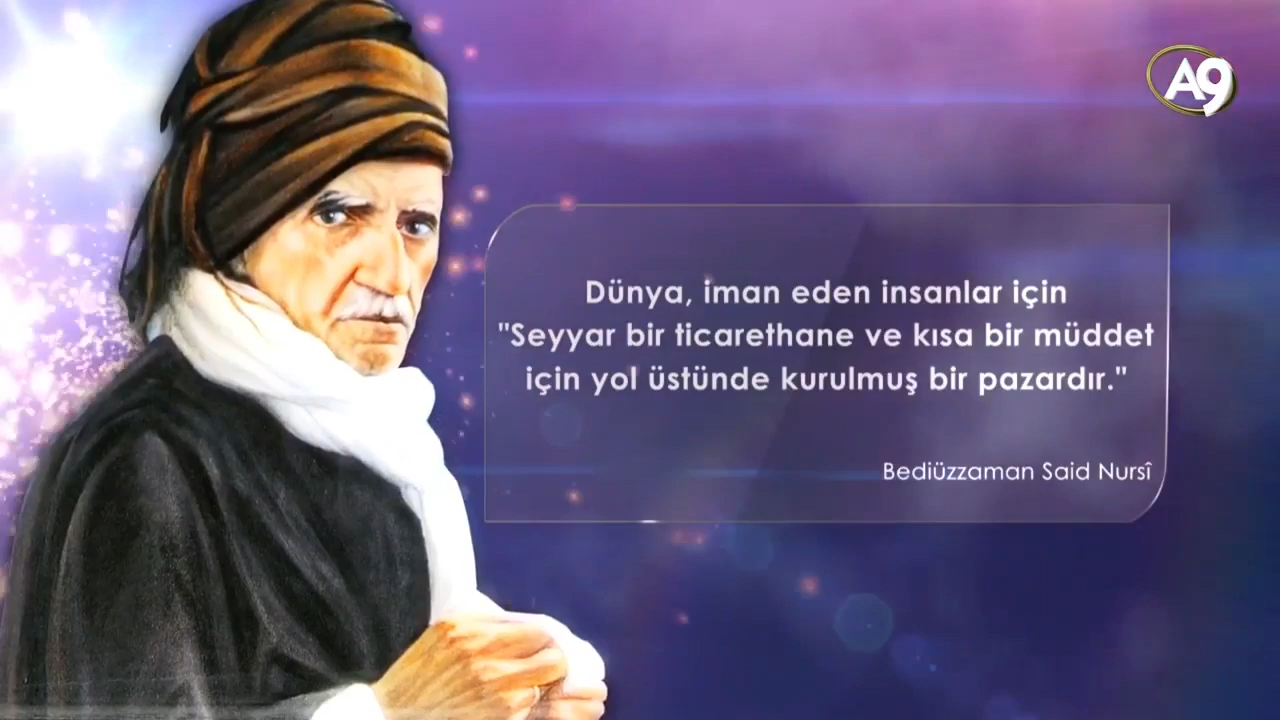 A9
Dünya, iman eden insanlar için
"Seyyar bir ticarethane ve kısa bir müddet
için yol üstünde kurulmuş bir pazardır."
Bediüzzaman Said Nursî